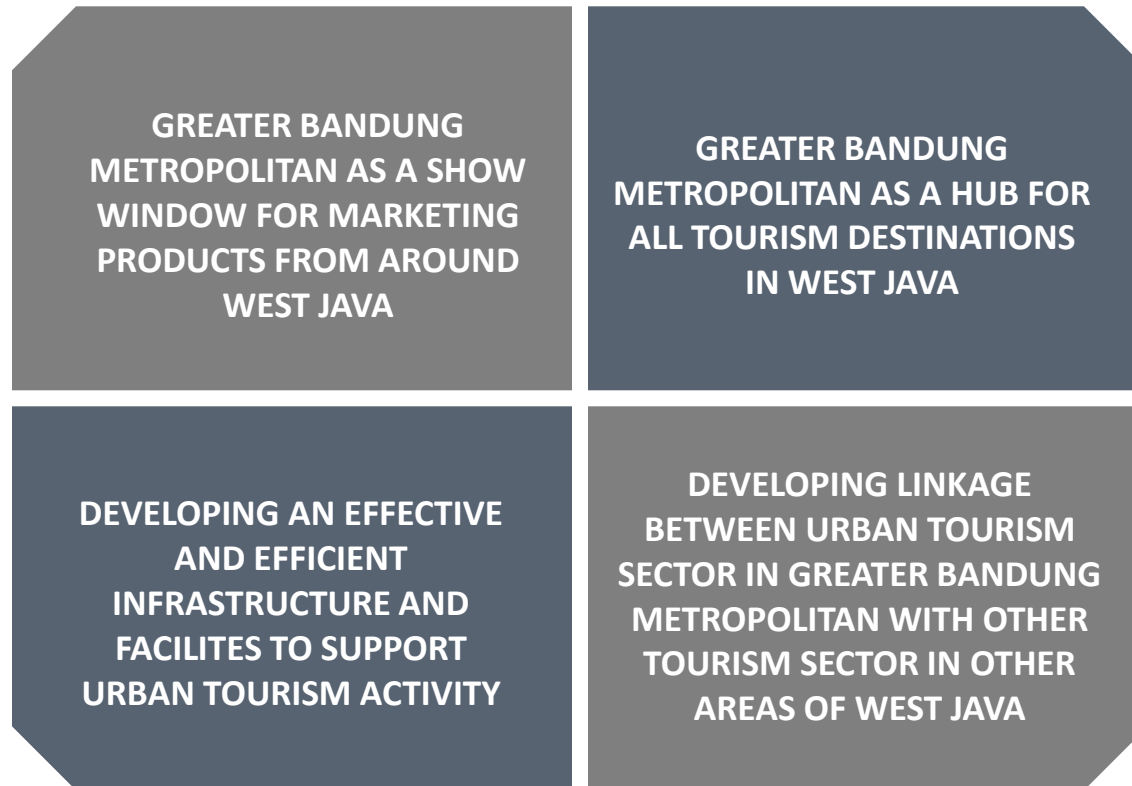 GREATER BANDUNG
METROPOLITAN AS A SHOW
WINDOW FOR MARKETING
PRODUCTS FROM AROUND
WEST JAVA
GREATER BANDUNG
METROPOLITAN AS A HUB FOR
ALL TOURISM DESTINATIONS
IN WEST JAVA
DEVELOPING AN EFFECTIVE
AND EFFICIENT
INFRASTRUCTURE AND
FACILITES TO SUPPORT
URBAN TOURISM ACTIVITY
DEVELOPING LINKAGE
BETWEEN URBAN TOURISM
SECTOR IN GREATER BANDUNG
METROPOLITAN WITH OTHER
TOURISM SECTOR IN OTHER
AREAS OF WEST JAVA